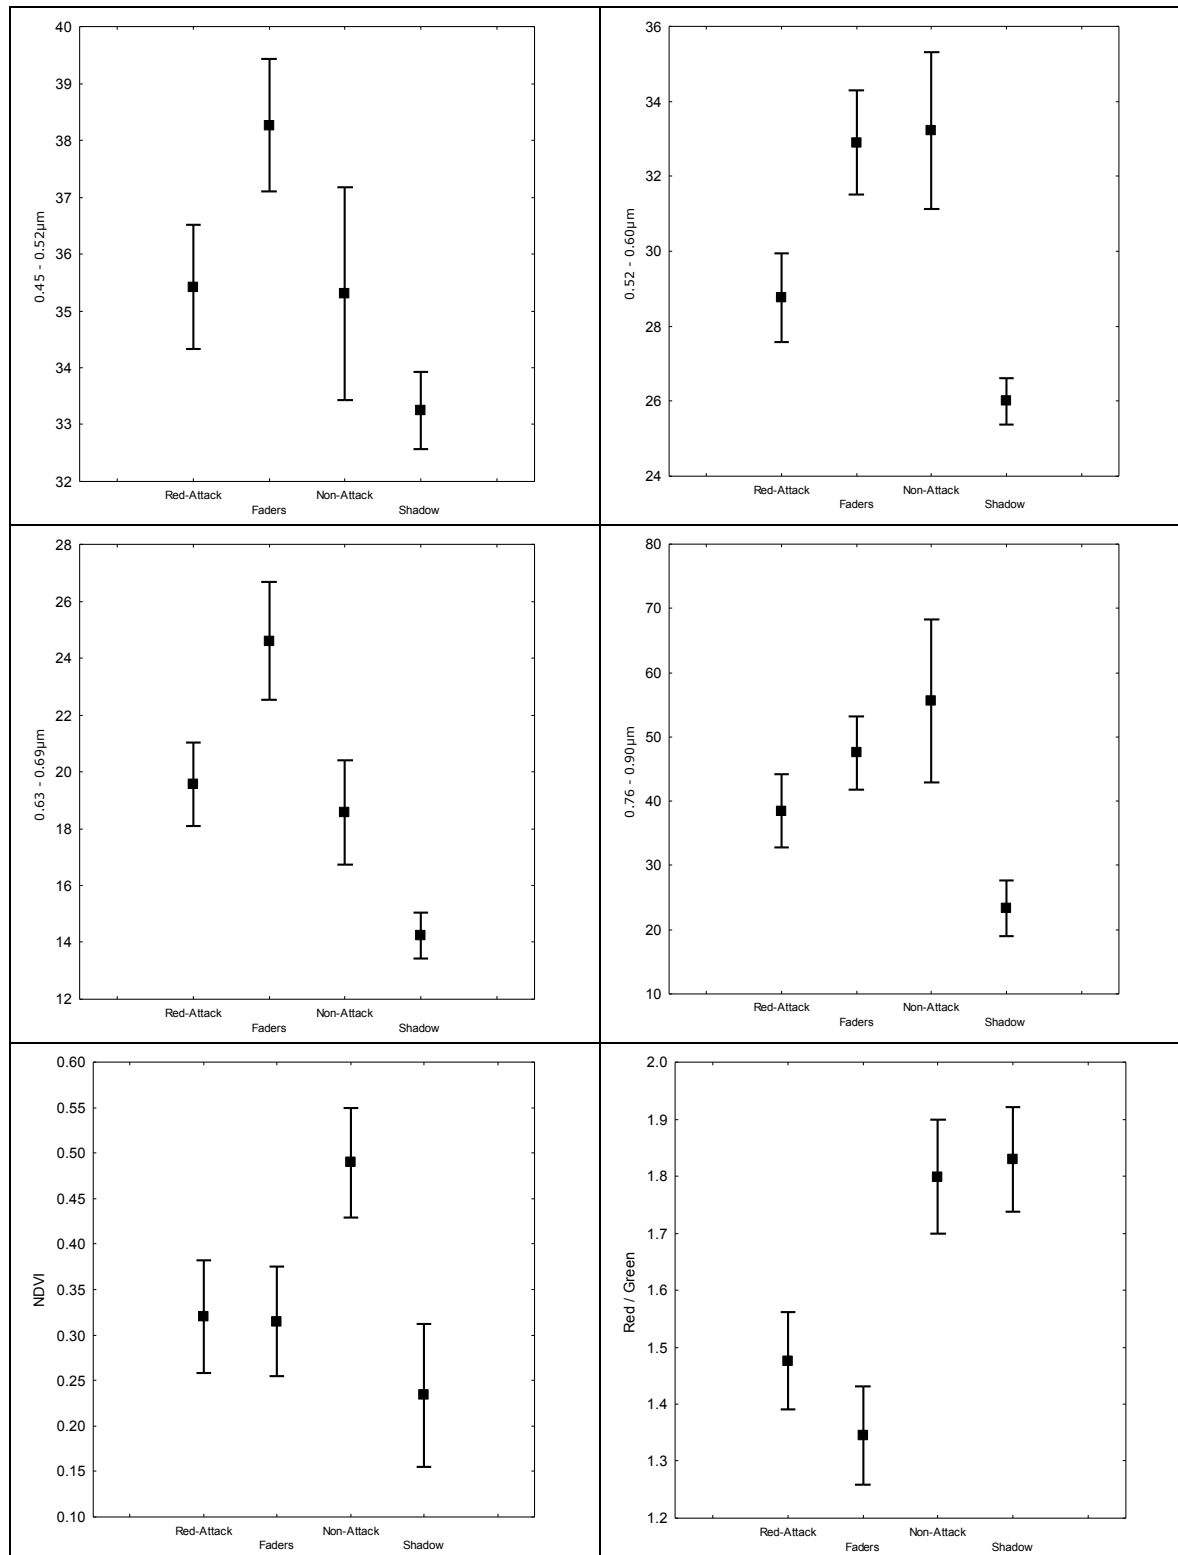 40
39
38
37
36
35
34
33
32
0.45 - 0.52µm
Red-Attack Non-Attack
Faders Shadow
36
34
32
30
28
26
24
0.52 - 0.60µm
Red-Attack Non-Attack
Faders Shadow
28
26
24
22
20
18
16
14
12
0.63 - 0.69µm
Red-Attack Non-Attack
Faders Shadow
80
70
60
50
40
30
20
10
0.76 - 0.90µm
Red-Attack Non-Attack
Faders Shadow
0.60
0.55
0.50
0.45
0.40
0.35
0.30
0.25
0.20
0.15
0.10
NDVI
Red-Attack Non-Attack
Faders Shadow
2.0
1.9
1.8
1.7
1.6
1.5
1.4
1.3
1.2
Red / Green
Red-Attack Non-Attack
Faders Shadow